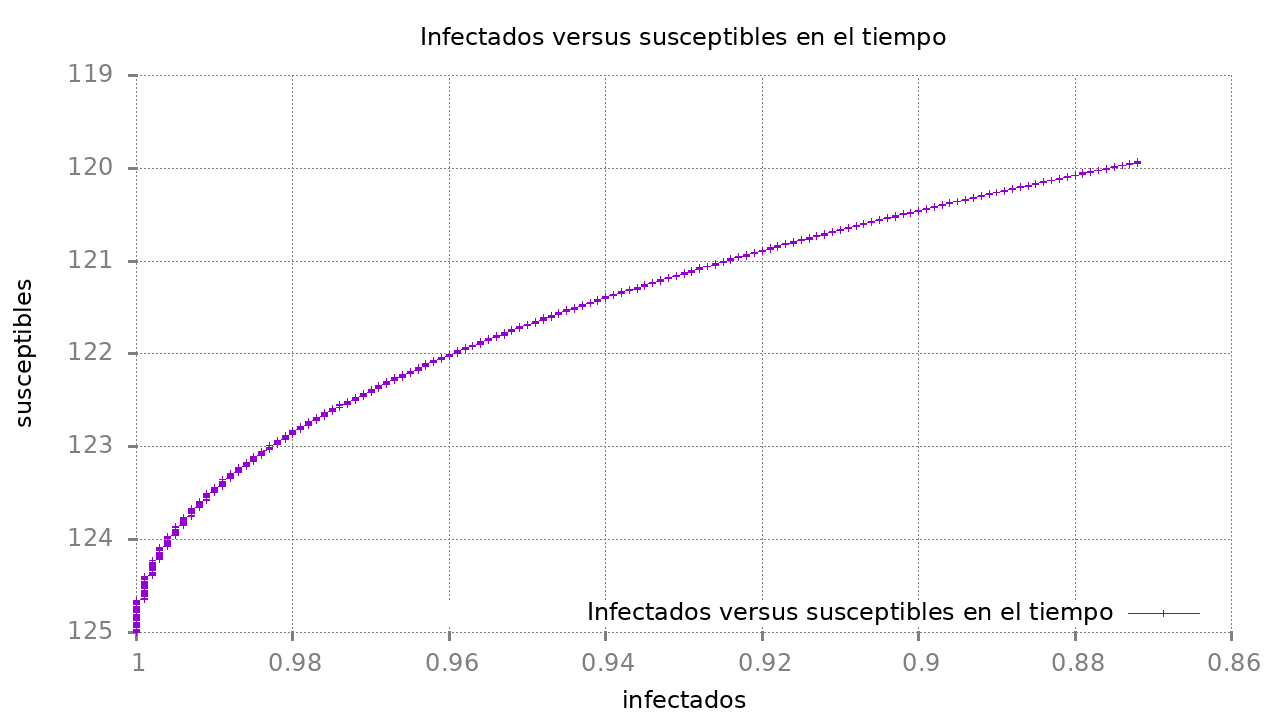 Infectados versus susceptibles en el tiempo
119
120
121
122
123
124
125
susceptibles
Infectados versus susceptibles en el tiempo
1 0.98 0.96 0.94 0.92 0.9 0.88 0.86
infectados